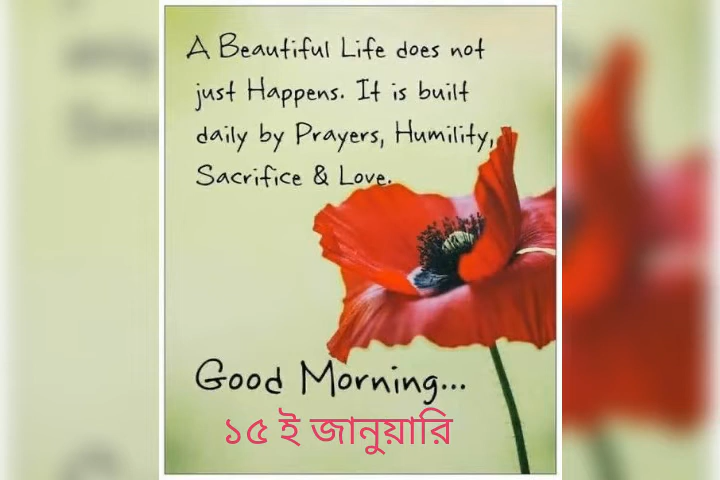 A Beautiful Life does not
just Happens. It is built
daily by Prayers, Humility,
Sacrifice & Love.
Good Morning...
১৫ ই জানুয়ারি